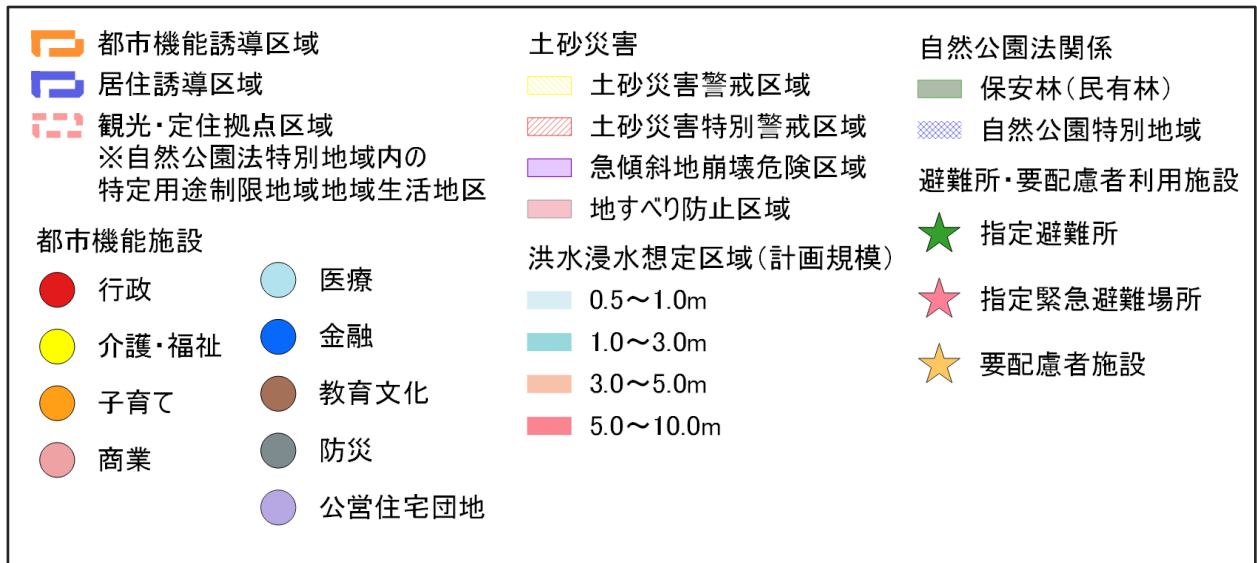 都市機能誘導区域
居住誘導区域
観光・定住拠点区域
※自然公園法特別地域内の
特定用途制限地域地域生活地区
都市機能施設
行政
介護・福祉
子育て
商業
医療
金融
教育文化
防災
公営住宅団地
土砂災害
土砂災害警戒区域
土砂災害特別警戒区域
急傾斜地崩壊危険区域
地すべり防止区域
洪水浸水想定区域(計画規模)
0.5～1.0m
1.0～3.0m
3.0～5.0m
5.0～10.0m
自然公園法関係
保安林(民有林)
自然公園特別地域
避難所・要配慮者利用施設
指定避難所
指定緊急避難場所
要配慮者施設